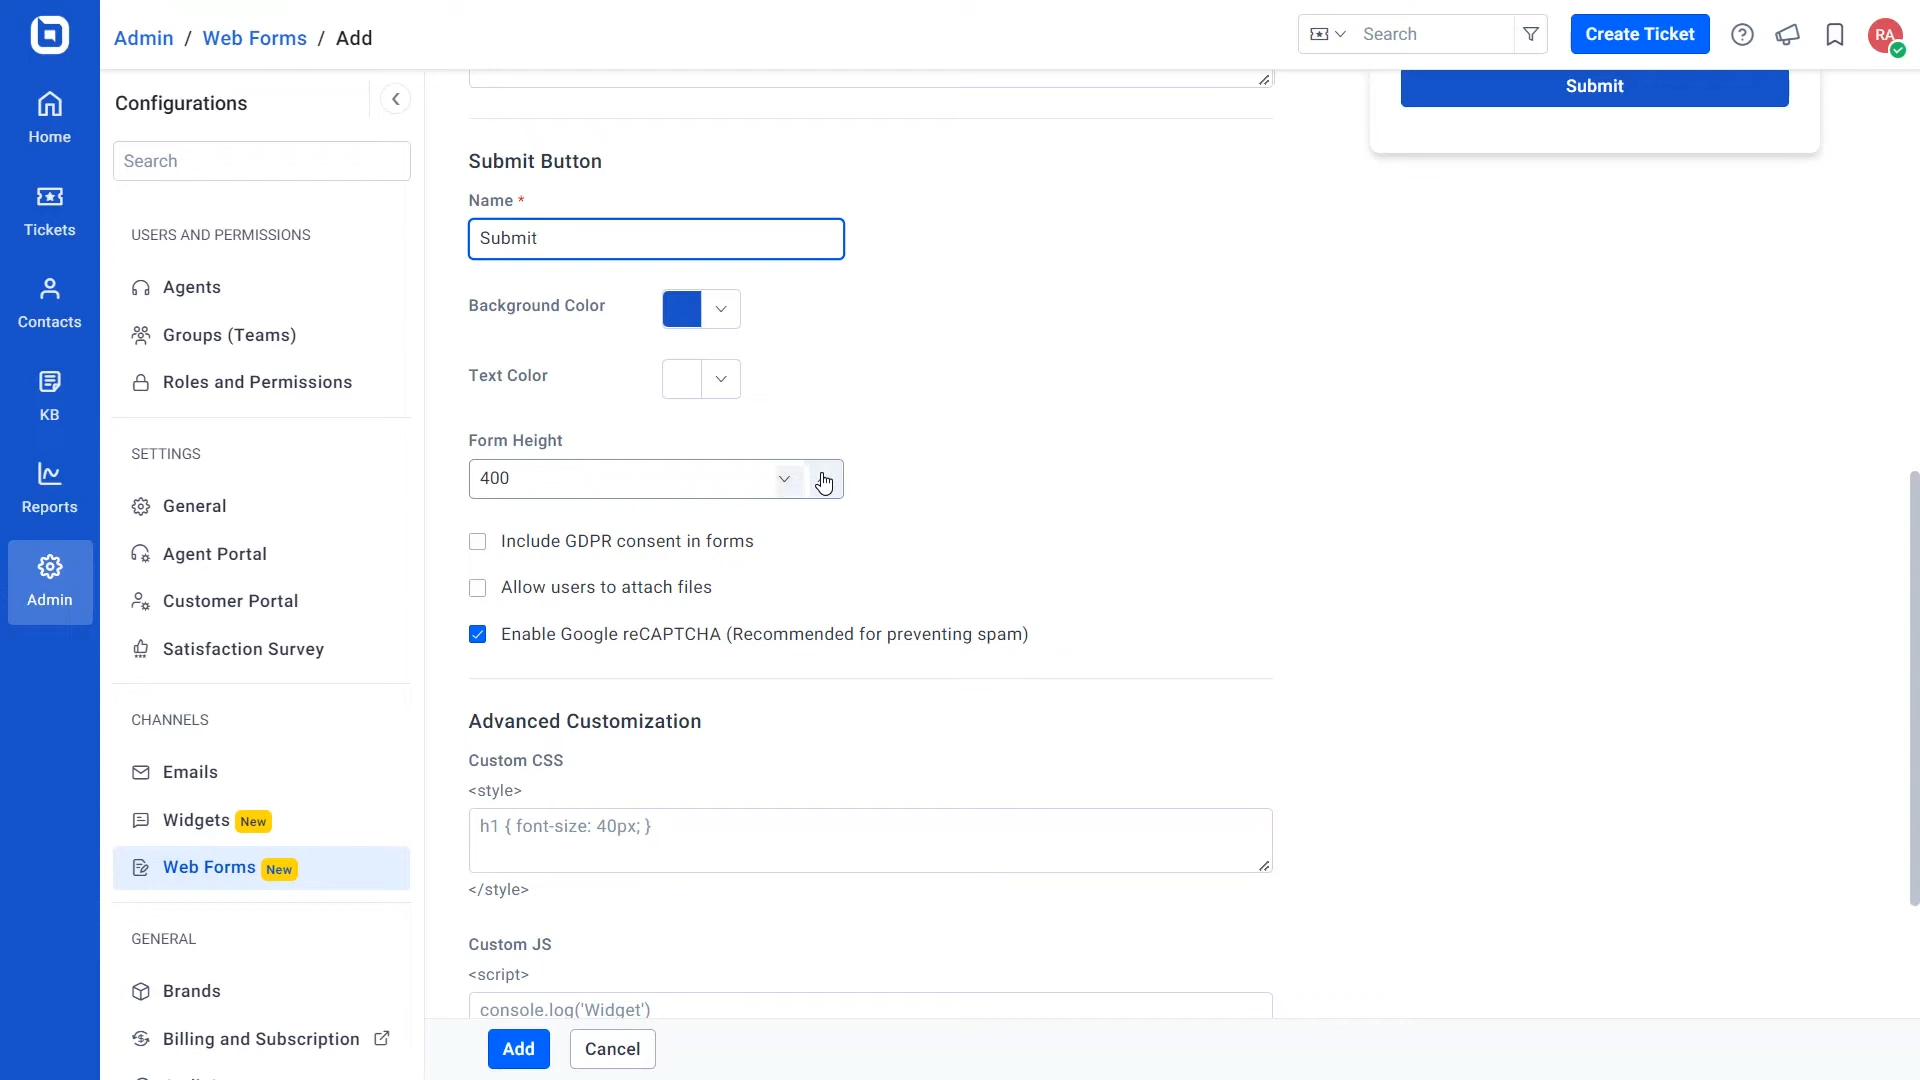 Admin / Web Forms / Add
Search
Create Ticket
RA
Home
Tickets
Contacts
KB
Reports
Admin
Configurations
Search
USERS AND PERMISSIONS
Agents
Groups (Teams)
Roles and Permissions
SETTINGS
General
Agent Portal
Customer Portal
Satisfaction Survey
CHANNELS
Emails
Widgets New
Web Forms New
GENERAL
Brands
Billing and Subscription
Submit Button
Name *
Submit
Background Color
Text Color
Form Height
400
Include GDPR consent in forms
Allow users to attach files
Enable Google reCAPTCHA (Recommended for preventing spam)
Advanced Customization
Custom CSS
<style>
h1 { font-size: 40px; }
</style>
Custom JS
<script>
console.log('Widget')
Add
Cancel
Submit